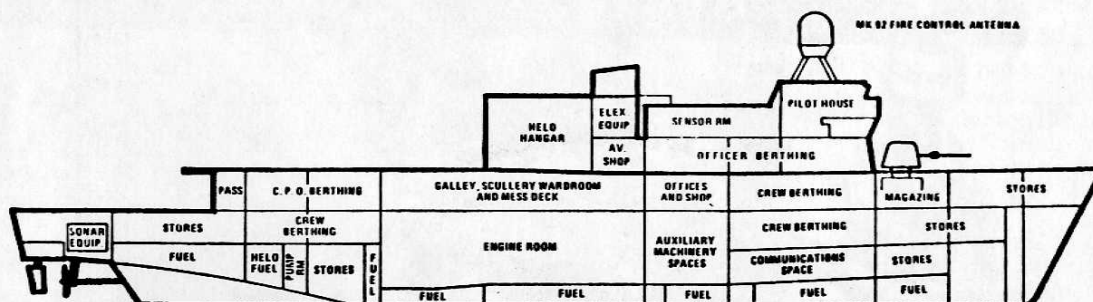 MK 92 FIRE CONTROL ANTENNA
PILOT HOUSE
ELEX
EQUIP
SENSOR RM
HELO
HANGAR
AV.
SHOP
OFFICER BERTHING
PASS
C.P.O. BERTHING
GALLEY, SCULLERY WARDROOM
AND MESS DECK
OFFICES
AND SHOP
CREW BERTHING
MAGAZING
STORES
SONAR
EQUIP
STORES
CREW
BERTHING
ENGINE ROOM
AUXILIARY
MACHINERY
SPACES
CREW BERTHING
STORES
FUEL
HELO
FUEL
PUMP
RM
STORES
FUEL
COMMUNICATIONS
SPACE
STORES
FUEL
FUEL
FUEL
FUEL
FUEL